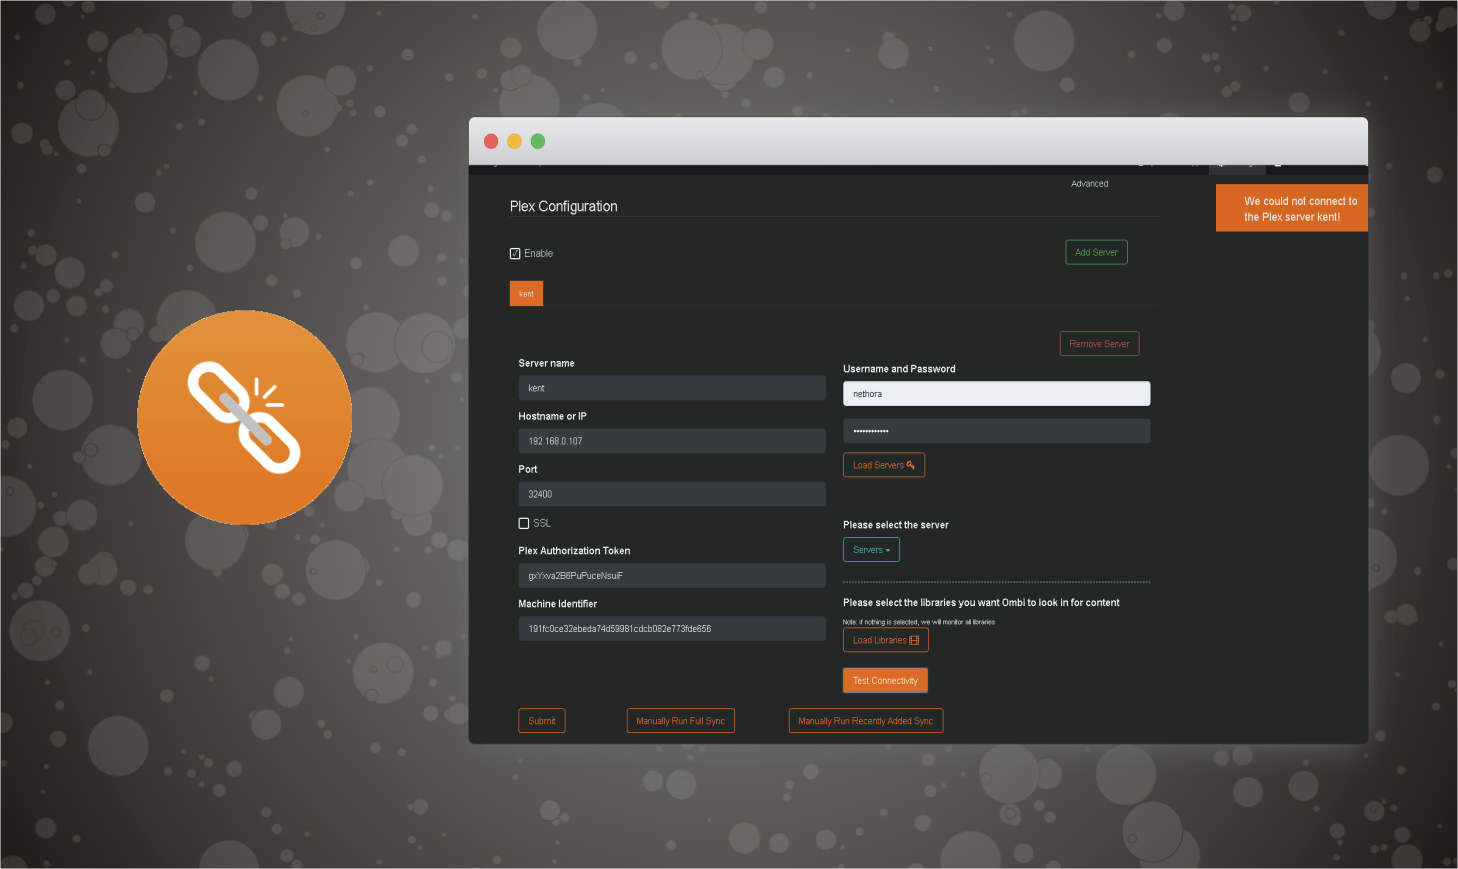 Advanced
Plex Configuration
We could not connect to
the Plex server kent!
Enable
Add Server
kent
Remove Server
Server name
kent
Hostname or IP
192.168.0.107
Port
32400
SSL
Plex Authorization Token
gxYxva2B6PuPuceNsuiF
Machine Identifier
191fc0ce32ebeda74d59981cdcb082e773fde656
Username and Password
nethora
••••••••••••
Load Servers
Please select the server
Servers
Please select the libraries you want Ombi to look in for content
Note: if nothing is selected, we will monitor all libraries
Load Libraries
Test Connectivity
Submit
Manually Run Full Sync
Manually Run Recently Added Sync